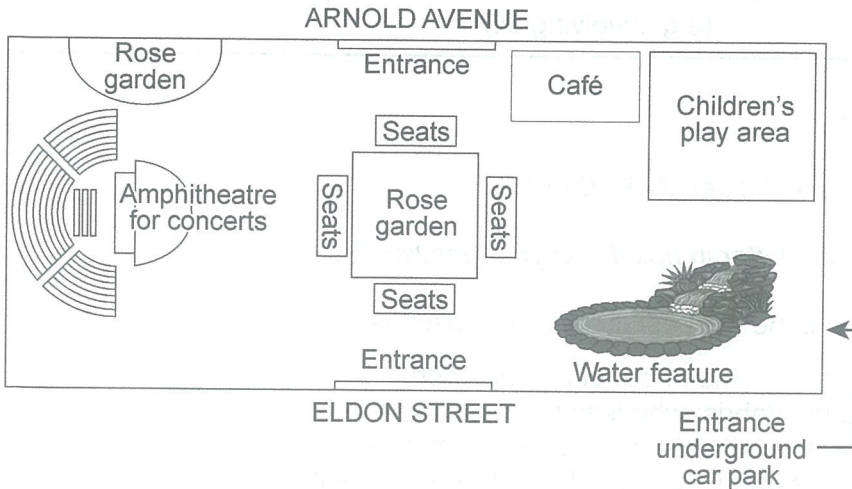 ARNOLD AVENUE
Rose
garden
Entrance
Café
Children's
play area
Seats
Amphitheatre
for concerts
Seats
Rose
garden
Seats
Seats
Entrance
Water feature
ELDON STREET
Entrance
underground
car park